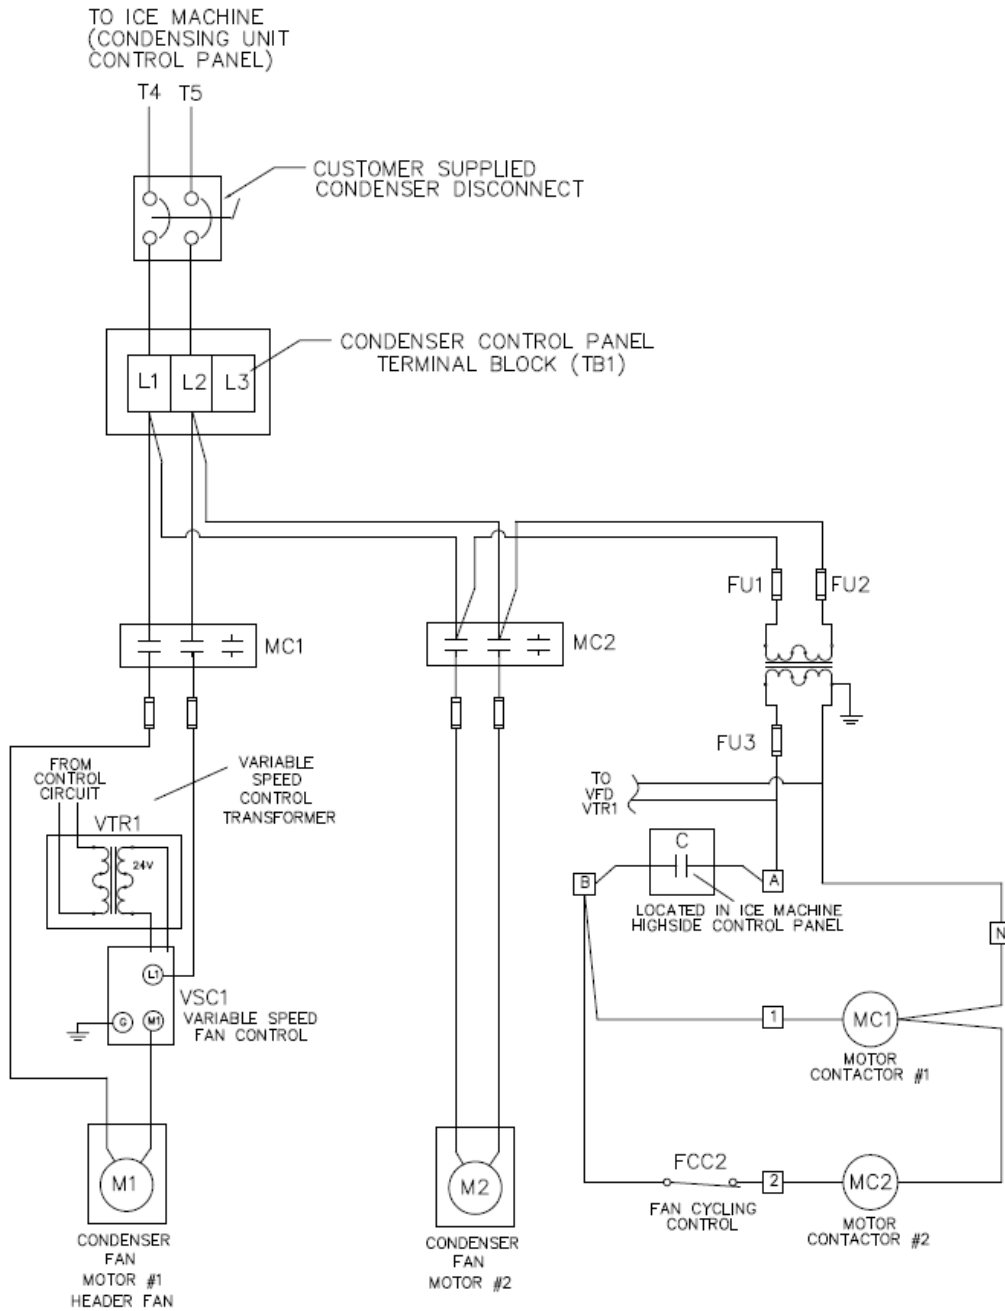 TO ICE MACHINE
(CONDENSING UNIT
CONTROL PANEL)
T4 T5
CUSTOMER SUPPLIED
CONDENSER DISCONNECT
CONDENSER CONTROL PANEL
TERMINAL BLOCK (TB1)
L1 L2 L3
FU1 FU2
MC1
MC2
FU3
FROM
CONTROL
CIRCUIT
VARIABLE
SPEED
CONTROL
TRANSFORMER
TO
VFD
VTR1
VTR1
24V
C
B
A
LOCATED IN ICE MACHINE
HIGHSIDE CONTROL PANEL
N
L1
VSC1
VARIABLE SPEED
FAN CONTROL
G M1
1
MC1
MOTOR
CONTACTOR #1
M1
M2
FCC2
2
MC2
FAN CYCLING
CONTROL
MOTOR
CONTACTOR #2
CONDENSER
FAN
MOTOR #1
HEADER FAN
CONDENSER
FAN
MOTOR #2